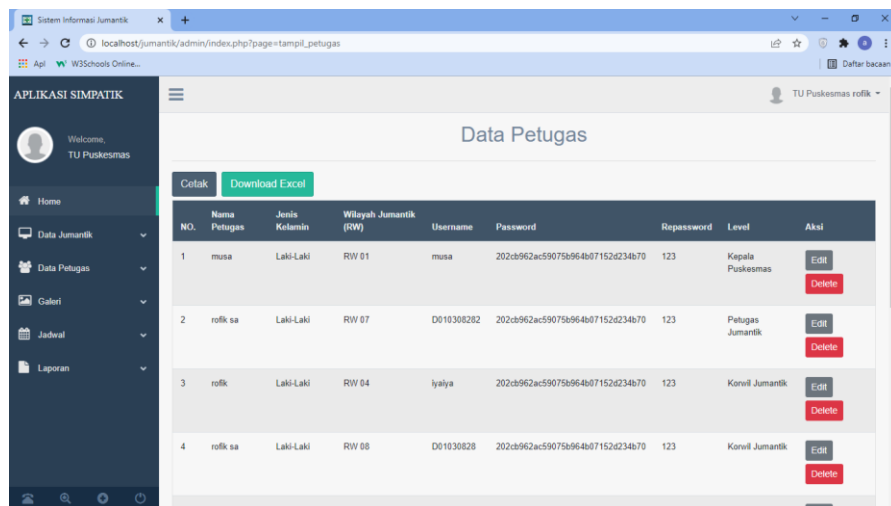 Sistem Informasi Jumantik
localhost/jumantik/admin/index.php?page=tampil_petugas
Apl W3Schools Online... Daftar bacaan
APLIKASI SIMPATIK
TU Puskesmas rofik
Welcome,
TU Puskesmas
Home
Data Jumantik
Data Petugas
Galeri
Jadwal
Laporan
Data Petugas
Cetak Download Excel
NO. Nama Petugas Jenis Kelamin Wilayah Jumantik (RW) Username Password Repassword Level Aksi
1 musa Laki-Laki RW 01 musa 202cb962ac59075b964b07152d234b70 123 Kepala Puskesmas Edit Delete
2 rofik sa Laki-Laki RW 07 D010308282 202cb962ac59075b964b07152d234b70 123 Petugas Jumantik Edit Delete
3 rofik Laki-Laki RW 04 iyaiya 202cb962ac59075b964b07152d234b70 123 Korwil Jumantik Edit Delete
4 rofik sa Laki-Laki RW 08 D01030828 202cb962ac59075b964b07152d234b70 123 Korwil Jumantik Edit Delete